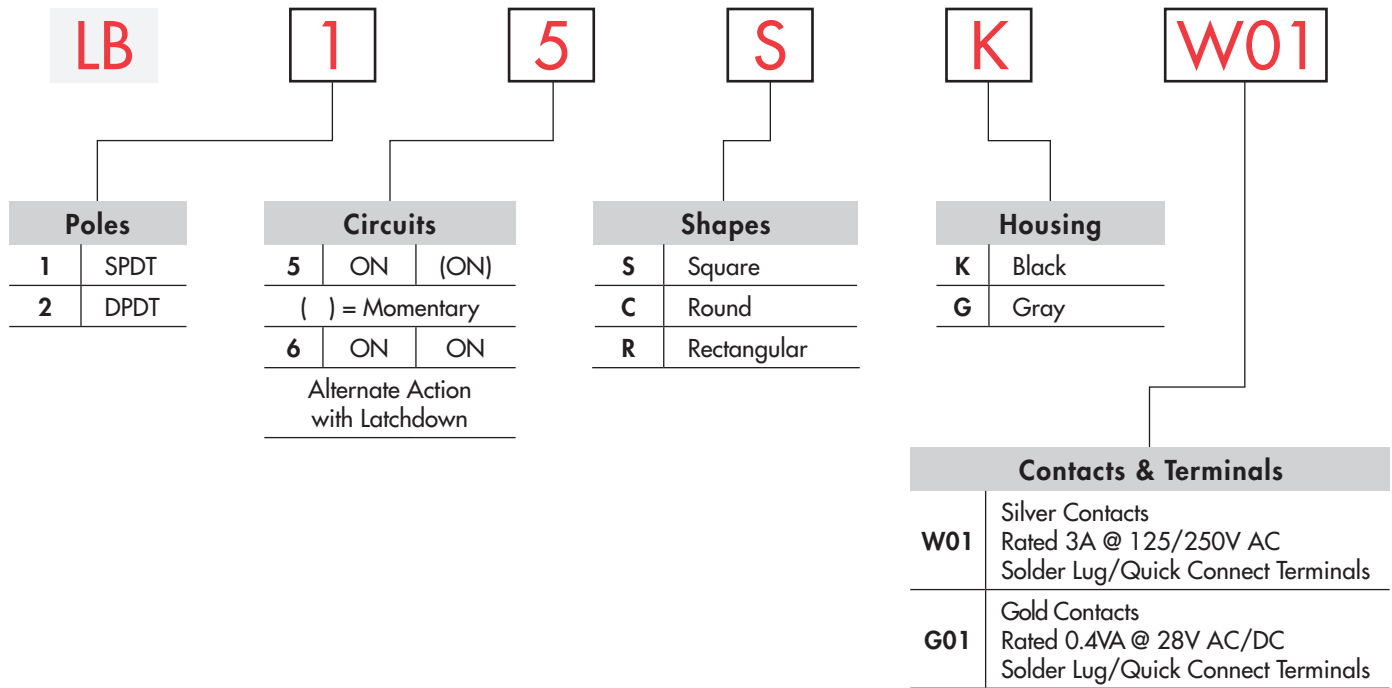 LB 1 5 S K W01
Poles
1 SPDT
2 DPDT
Circuits
5 ON (ON)
( ) = Momentary
6 ON ON
Alternate Action
with Latchdown
Shapes
S Square
C Round
R Rectangular
Housing
K Black
G Gray
Contacts & Terminals
W01
Silver Contacts
Rated 3A @ 125/250V AC
Solder Lug/Quick Connect Terminals
G01
Gold Contacts
Rated 0.4VA @ 28V AC/DC
Solder Lug/Quick Connect Terminals